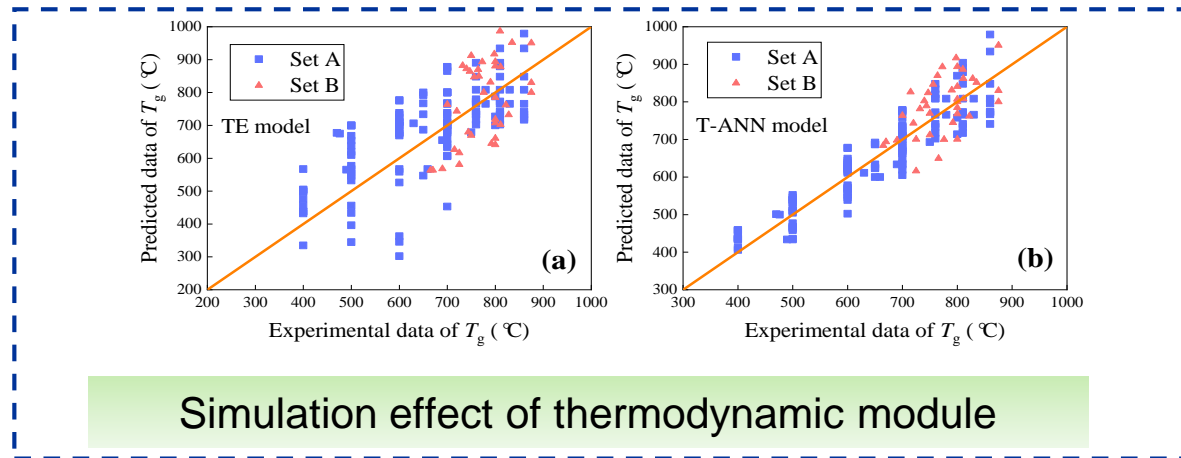 1000
900
800
700
600
500
400
300
200
Predicted data of Tg ( ℃)
Set A
Set B
TE model
(a)
200 300 400 500 600 700 800 900 1000
Experimental data of Tg ( ℃)
1000
900
800
700
600
500
400
300
Predicted data of Tg ( ℃)
Set A
Set B
T-ANN model
(b)
300 400 500 600 700 800 900 1000
Experimental data of Tg ( ℃)
Simulation effect of thermodynamic module